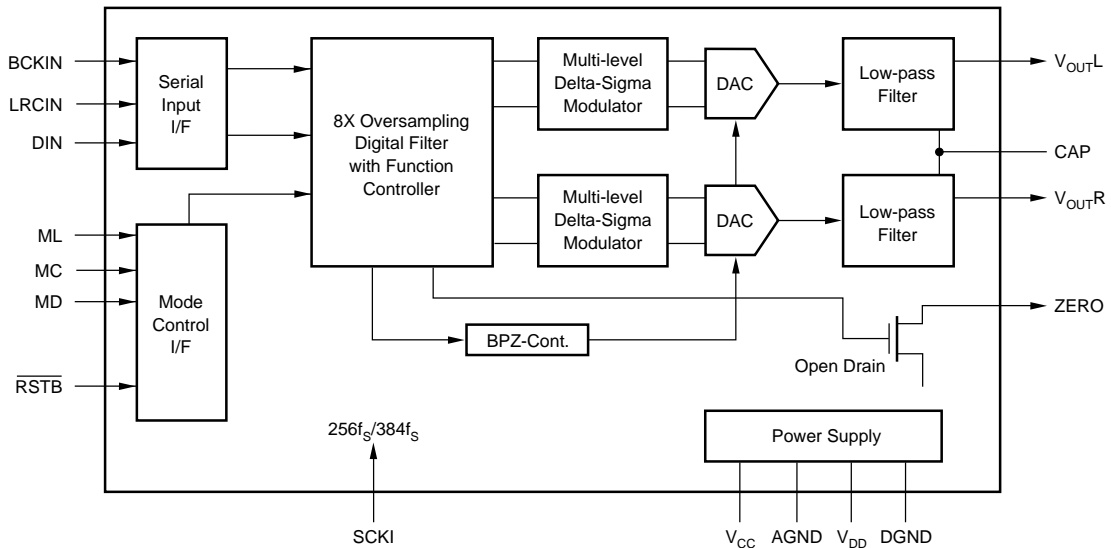 BCKIN
LRCIN
DIN
ML
MC
MD
RSTB
Serial
Input
I/F
Mode
Control
I/F
8X Oversampling
Digital Filter
with Function
Controller
Multi-level
Delta-Sigma
Modulator
DAC
Low-pass
Filter
Multi-level
Delta-Sigma
Modulator
DAC
Low-pass
Filter
BPZ-Cont.
Open Drain
VOUTL
CAP
VOUTR
ZERO
256fS/384fS
SCKI
Power Supply
VCC
AGND
VDD
DGND